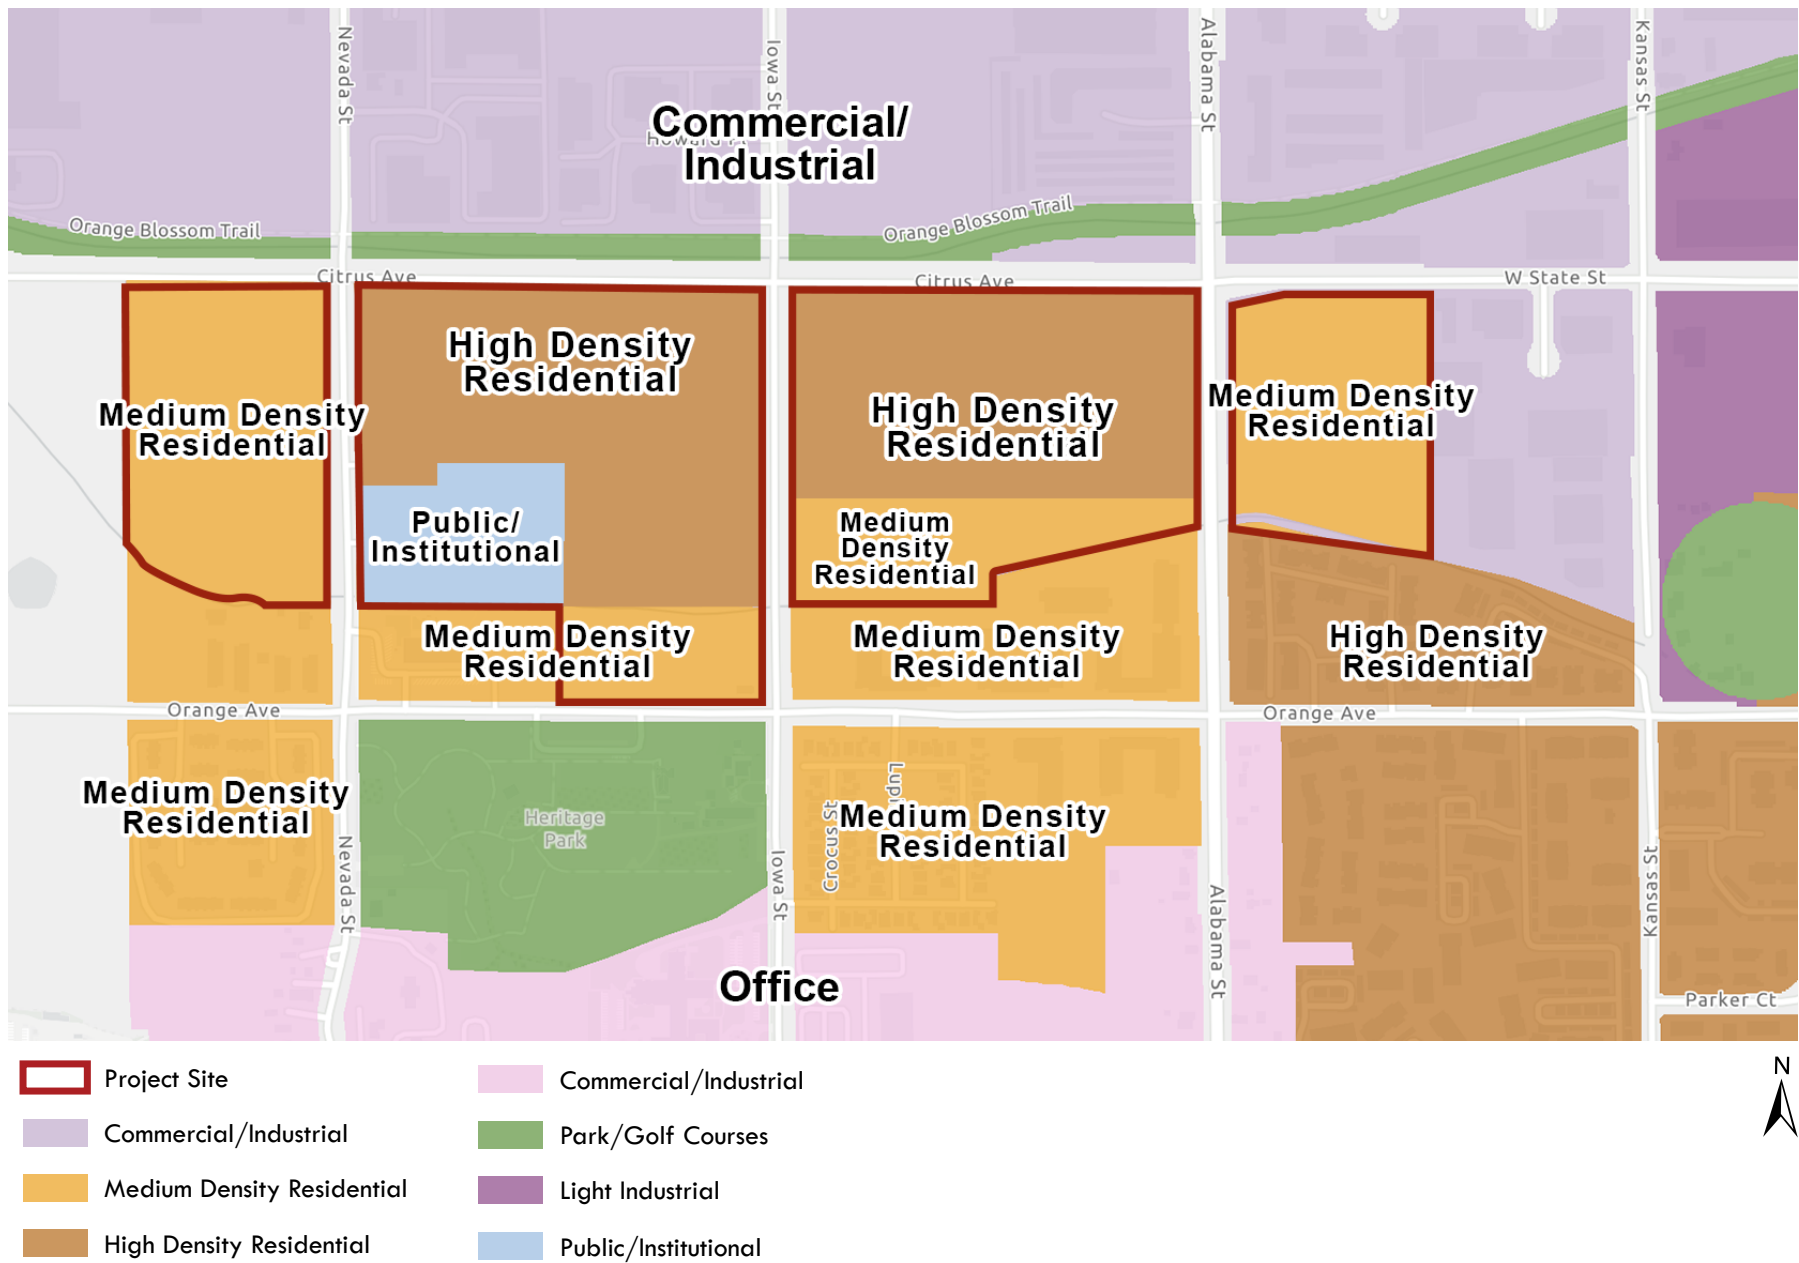 Nevada St
Iowa St
Alabama St
Kansas St
Commercial/
Howard Pl
Industrial
Orange Blossom Trail
Orange Blossom Trail
Citrus Ave
Citrus Ave
W State St
High Density
Residential
Medium Density
Residential
High Density
Residential
Medium Density
Residential
Public/
Institutional
Medium
Density
Residential
Medium Density
Residential
Medium Density
Residential
High Density
Residential
Orange Ave
Orange Ave
Medium Density
Residential
Heritage
Park
Crocus St
Lupi
Medium Density
Residential
Nevada St
Iowa St
Alabama St
Kansas St
Office
Parker Ct
Project Site
Commercial/Industrial
Medium Density Residential
High Density Residential
Commercial/Industrial
Park/Golf Courses
Light Industrial
Public/Institutional
N